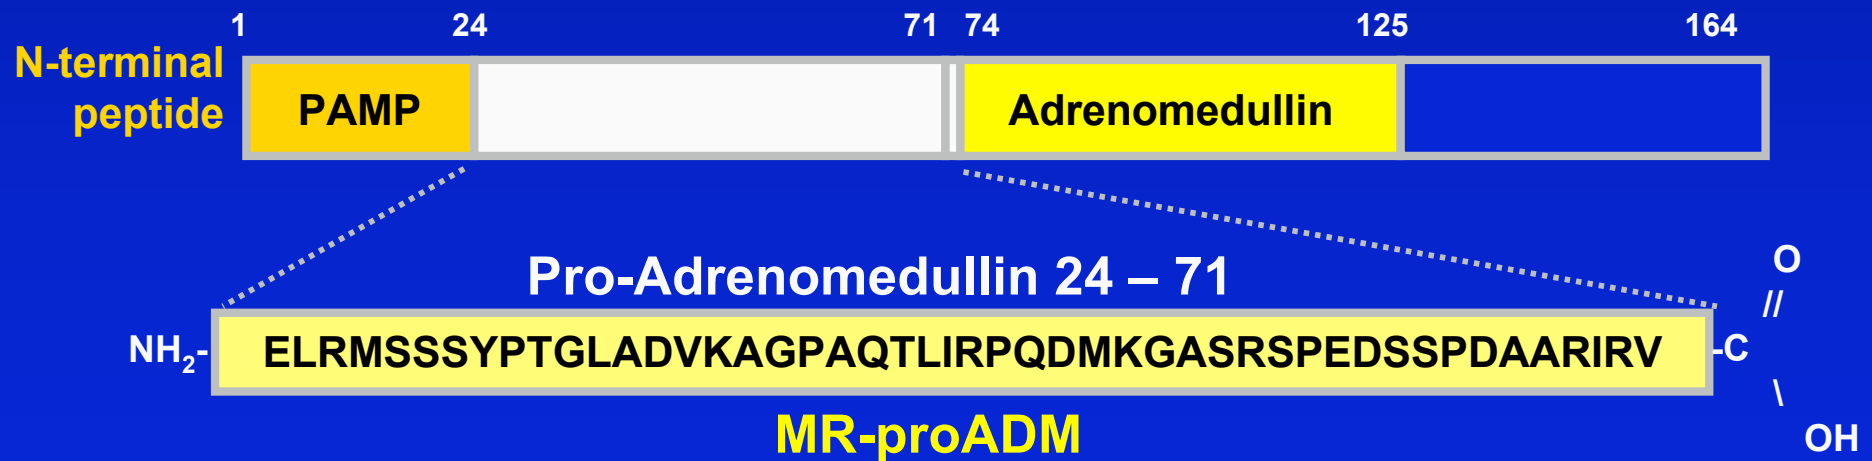 1 24 71 74 125 164
N-terminal
peptide
PAMP Adrenomedullin
Pro-Adrenomedullin 24 – 71
O
//
NH₂- ELRMSSSYPTGLADVKAGPAQTLIRPQDMKGASRSPEDSSPDAARIRV -C
\
MR-proADM
OH